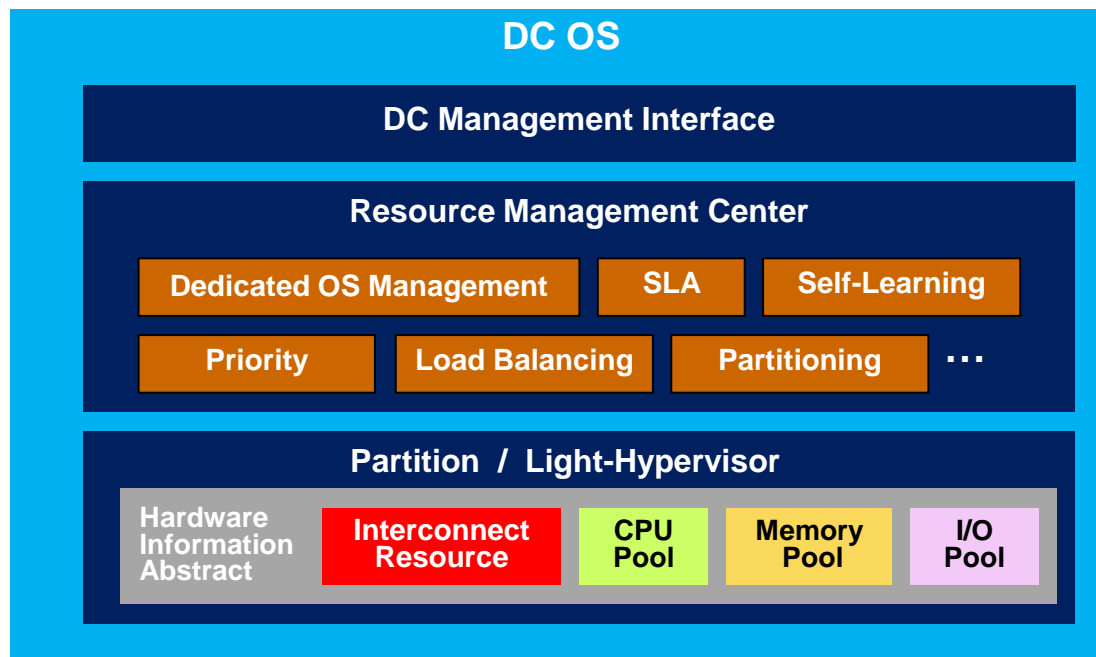 DC OS
DC Management Interface
Resource Management Center
Dedicated OS Management
SLA
Self-Learning
Priority
Load Balancing
Partitioning
...
Partition / Light-Hypervisor
Hardware
Information
Abstract
Interconnect
Resource
CPU
Pool
Memory
Pool
I/O
Pool